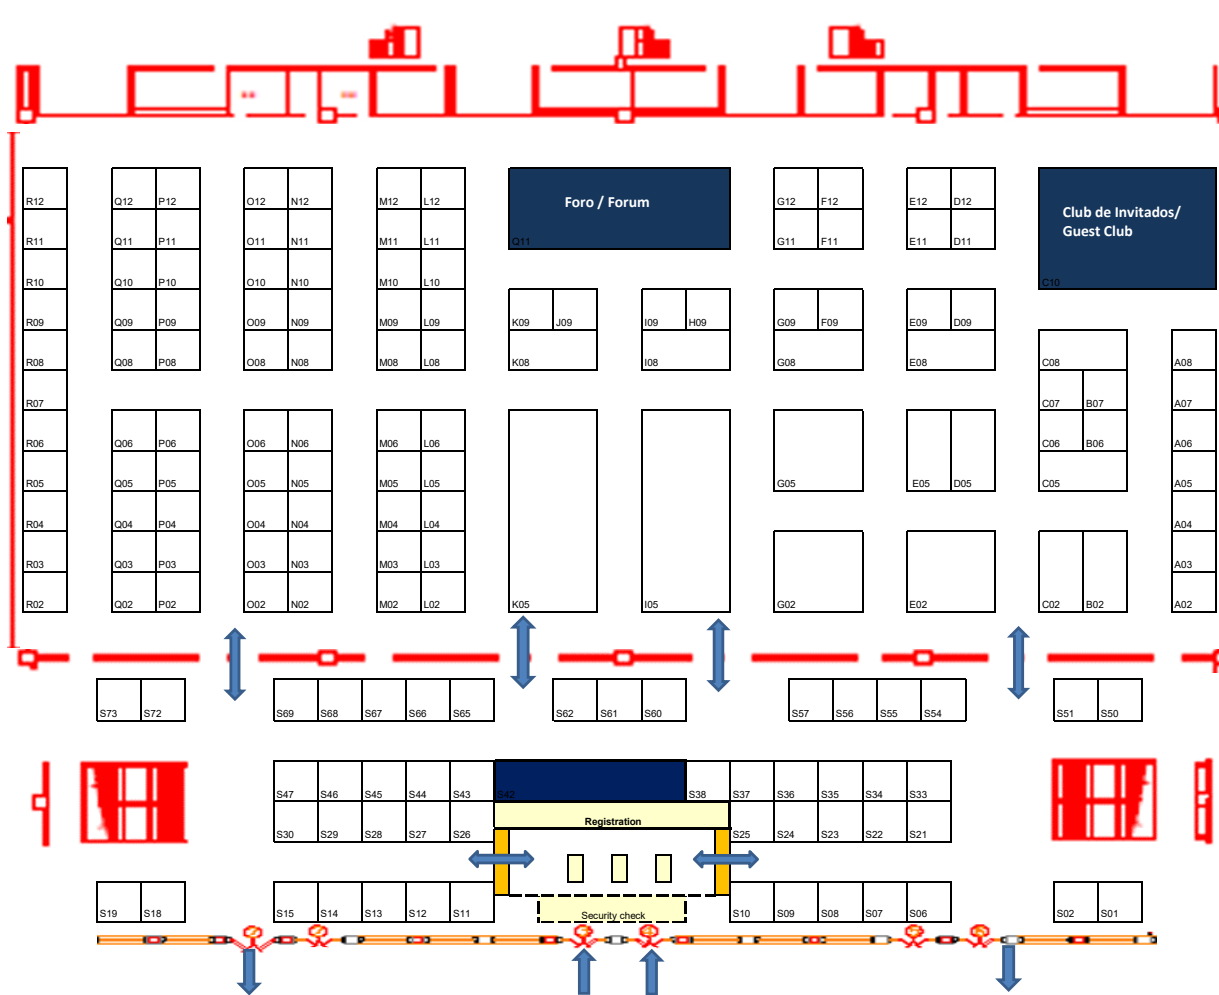 R12 Q12 P12 O12 N12 M12 L12 Foro / Forum G12 F12 E12 D12 Club de Invitados/
Guest Club
R11 Q11 P11 O11 N11 M11 L11 Q11 G11 F11 E11 D11
R10 Q10 P10 O10 N10 M10 L10 C10
R09 Q09 P09 O09 N09 M09 L09 K09 J09 I09 H09 G09 F09 E09 D09
R08 Q08 P08 O08 N08 M08 L08 K08 I08 G08 E08 C08 A08
R07 C07 B07 A07
R06 Q06 P06 O06 N06 M06 L06 C06 B06 A06
R05 Q05 P05 O05 N05 M05 L05 G05 E05 D05 C05 A05
R04 Q04 P04 O04 N04 M04 L04 A04
R03 Q03 P03 O03 N03 M03 L03 A03
R02 Q02 P02 O02 N02 M02 L02 K05 I05 G02 E02 C02 B02 A02
S73 S72 S69 S68 S67 S66 S65 S62 S61 S60 S57 S56 S55 S54 S51 S50
S47 S46 S45 S44 S43 S42 S38 S37 S36 S35 S34 S33
S30 S29 S28 S27 S26 Registration S25 S24 S23 S22 S21
S19 S18 S15 S14 S13 S12 S11 Security check S10 S09 S08 S07 S06 S02 S01